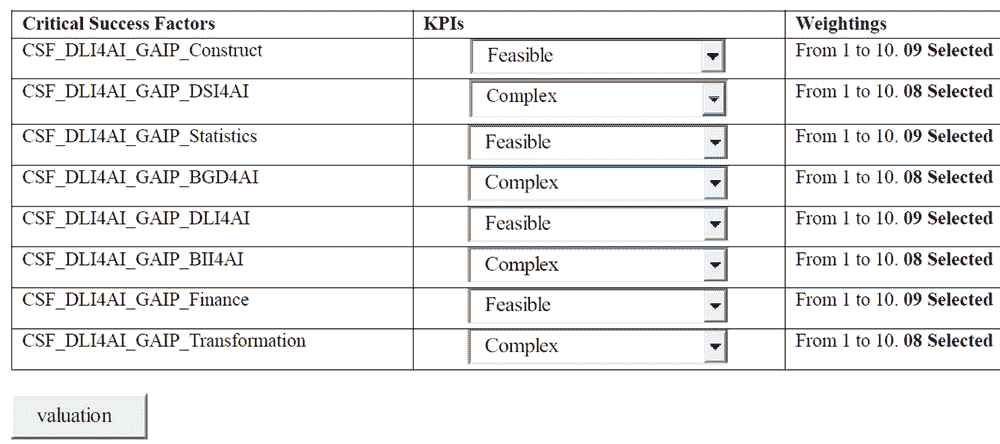 Critical Success Factors KPIs Weightings
CSF_DLI4AI_GAIP_Construct Feasible From 1 to 10. 09 Selected
CSF_DLI4AI_GAIP_DSI4AI Complex From 1 to 10. 08 Selected
CSF_DLI4AI_GAIP_Statistics Feasible From 1 to 10. 09 Selected
CSF_DLI4AI_GAIP_BGD4AI Complex From 1 to 10. 08 Selected
CSF_DLI4AI_GAIP_DLI4AI Feasible From 1 to 10. 09 Selected
CSF_DLI4AI_GAIP_BII4AI Complex From 1 to 10. 08 Selected
CSF_DLI4AI_GAIP_Finance Feasible From 1 to 10. 09 Selected
CSF_DLI4AI_GAIP_Transformation Complex From 1 to 10. 08 Selected
valuation